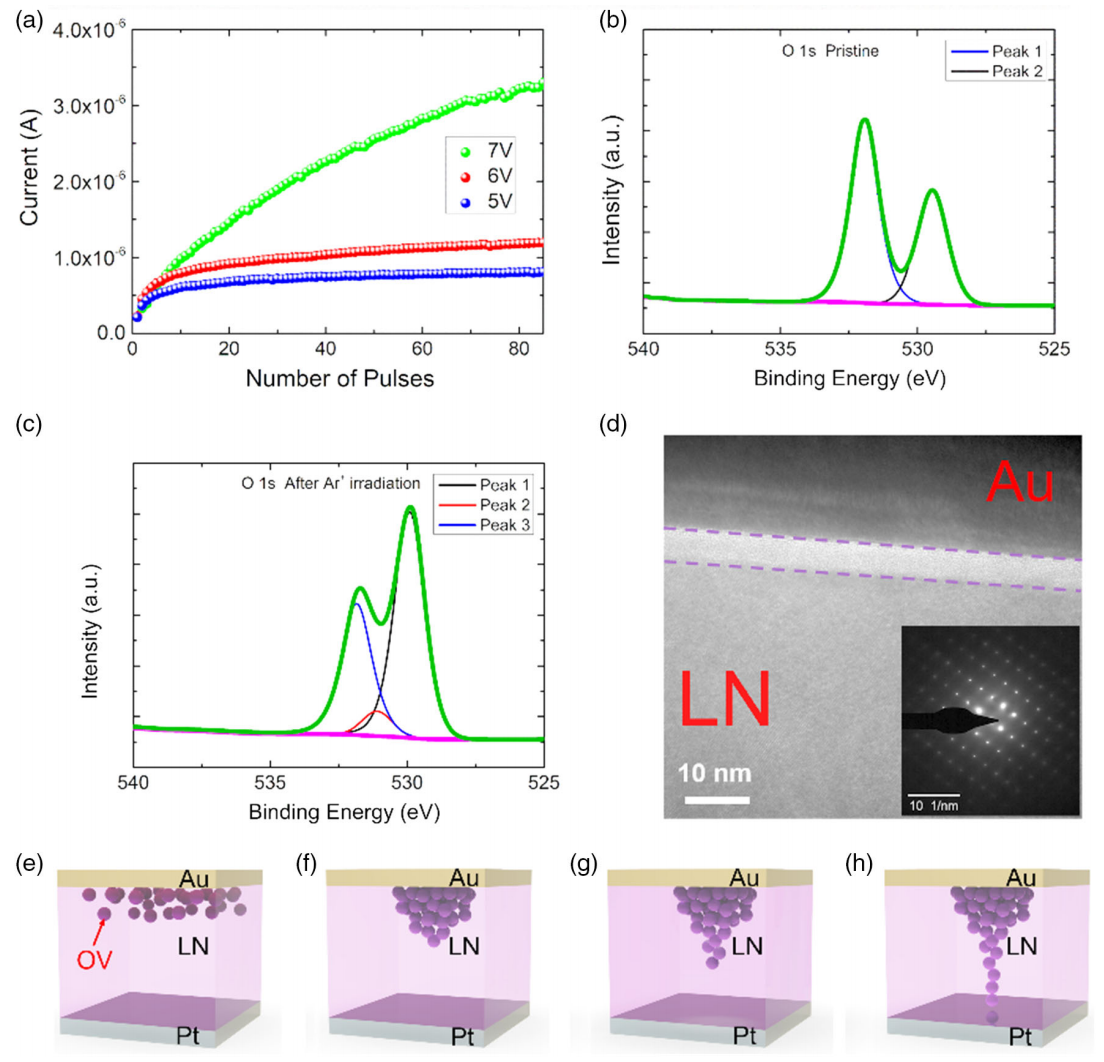 (a)
4.0x10⁻⁶
3.0x10⁻⁶
2.0x10⁻⁶
1.0x10⁻⁶
0.0
Current (A)
7V
6V
5V
0 20 40 60 80
Number of Pulses
(b)
O 1s Pristine
Peak 1
Peak 2
Intensity (a.u.)
540 535 530 525
Binding Energy (eV)
(c)
O 1s After Ar⁺ irradiation
Peak 1
Peak 2
Peak 3
Intensity (a.u.)
540 535 530 525
Binding Energy (eV)
(d)
Au
LN
10 nm
10 1/nm
(e)
Au
LN
OV
Pt
(f)
Au
LN
Pt
(g)
Au
LN
Pt
(h)
Au
LN
Pt